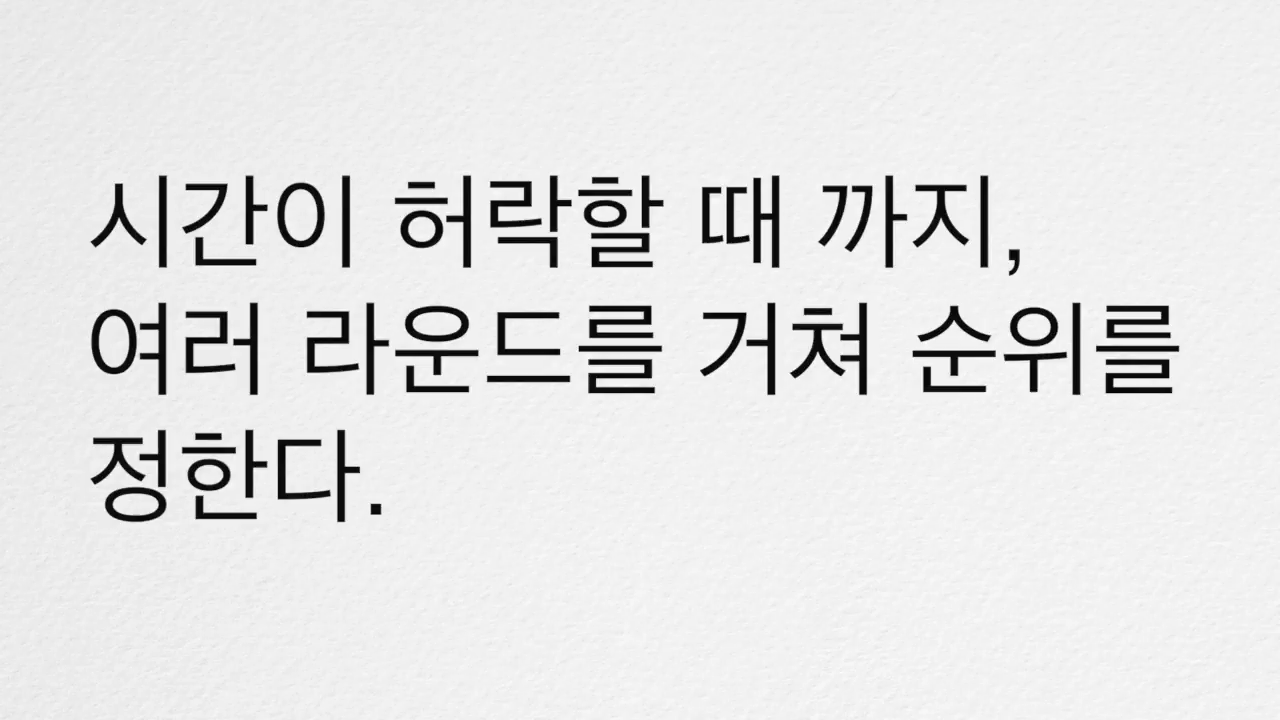 시간이 허락할 때 까지,
여러 라운드를 거쳐 순위를
정한다.